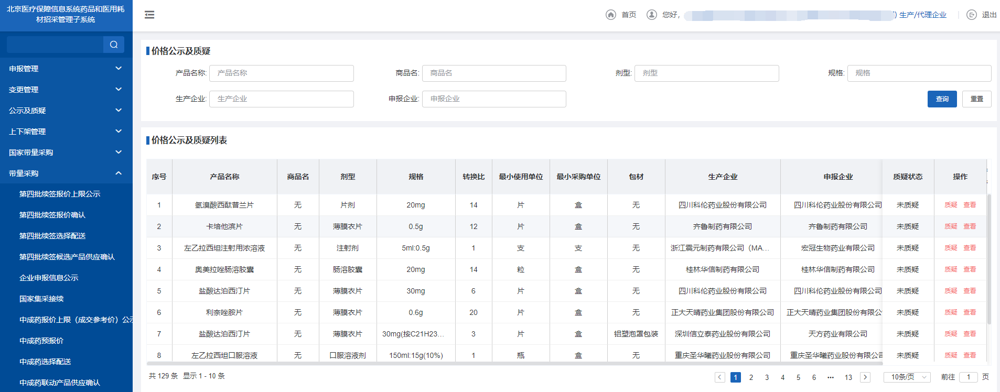 北京医疗保障信息系统药品和医用耗
材招采管理子系统
首页 您好, ) 生产/代理企业 退出
申报管理
变更管理
公示及质疑
上下架管理
国家带量采购
带量采购
第四批续签报价上限公示
第四批续签报价确认
第四批续签选择配送
第四批续签候选产品供应确认
企业申报信息公示
国家集采接续
中成药报价上限（成交参考价）公示
中成药预报价
中成药选择配送
中成药联动产品供应确认
价格公示及质疑
产品名称: 产品名称 商品名: 商品名 剂型: 剂型 规格: 规格
生产企业: 生产企业 申报企业: 申报企业 查询 重置
价格公示及质疑列表
序号 产品名称 商品名 剂型 规格 转换比 最小使用单位 最小采购单位 包材 生产企业 申报企业 质疑状态 操作
1 氢溴酸西酞普兰片 无 片剂 20mg 14 片 盒 无 四川科伦药业股份有限公司 四川科伦药业股份有限公司 未质疑 质疑 查看
2 卡培他滨片 无 薄膜衣片 0.5g 12 片 盒 无 齐鲁制药有限公司 齐鲁制药有限公司 未质疑 质疑 查看
3 左乙拉西坦注射用浓溶液 无 注射剂 5ml:0.5g 1 支 支 无 浙江震元制药有限公司（MA... 宏冠生物药业有限公司 未质疑 质疑 查看
4 奥美拉唑肠溶胶囊 无 肠溶胶囊 20mg 14 粒 盒 无 桂林华信制药有限公司 桂林华信制药有限公司 未质疑 质疑 查看
5 盐酸达泊西汀片 无 薄膜衣片 30mg 6 片 盒 无 四川科伦药业股份有限公司 四川科伦药业股份有限公司 未质疑 质疑 查看
6 利奈唑胺片 无 薄膜衣片 0.6g 20 片 盒 无 正大天晴药业集团股份有限公司 正大天晴药业集团股份有限公 未质疑 质疑 查看
7 盐酸达泊西汀片 无 薄膜衣片 30mg(按C21H23... 3 片 盒 铝塑泡罩包装 深圳信立泰药业股份有限公司 天方药业有限公司 未质疑 质疑 查看
8 左乙拉西坦口服溶液 无 口服溶液剂 150ml:15g(10%) 1 瓶 盒 无 重庆圣华曦药业股份有限公司 重庆圣华曦药业股份有限公司 未质疑 质疑 查看
共 129 条 显示 1 - 10 条 1 2 3 4 5 6 ••• 13 10条/页 前往 1 页